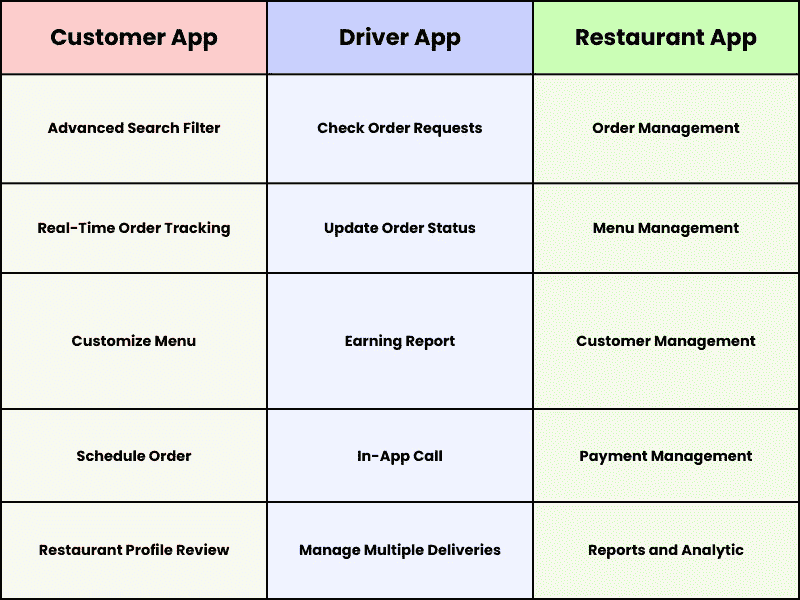 Customer App
Driver App
Restaurant App
Advanced Search Filter
Check Order Requests
Order Management
Real-Time Order Tracking
Update Order Status
Menu Management
Customize Menu
Earning Report
Customer Management
Schedule Order
In-App Call
Payment Management
Restaurant Profile Review
Manage Multiple Deliveries
Reports and Analytic